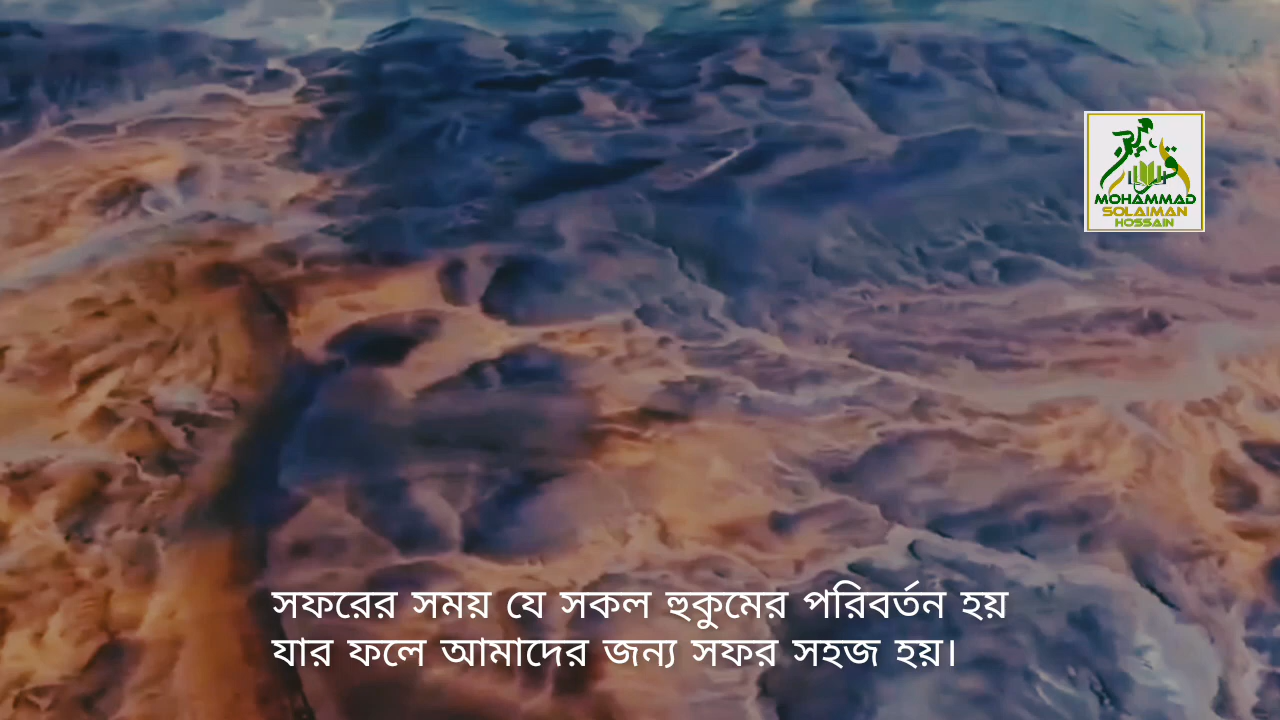 MOHAMMAD
SOLAIMAN
HOSSAIN
সফরের সময় যে সকল হুকুমের পরিবর্তন হয়
যার ফলে আমাদের জন্য সফর সহজ হয়।